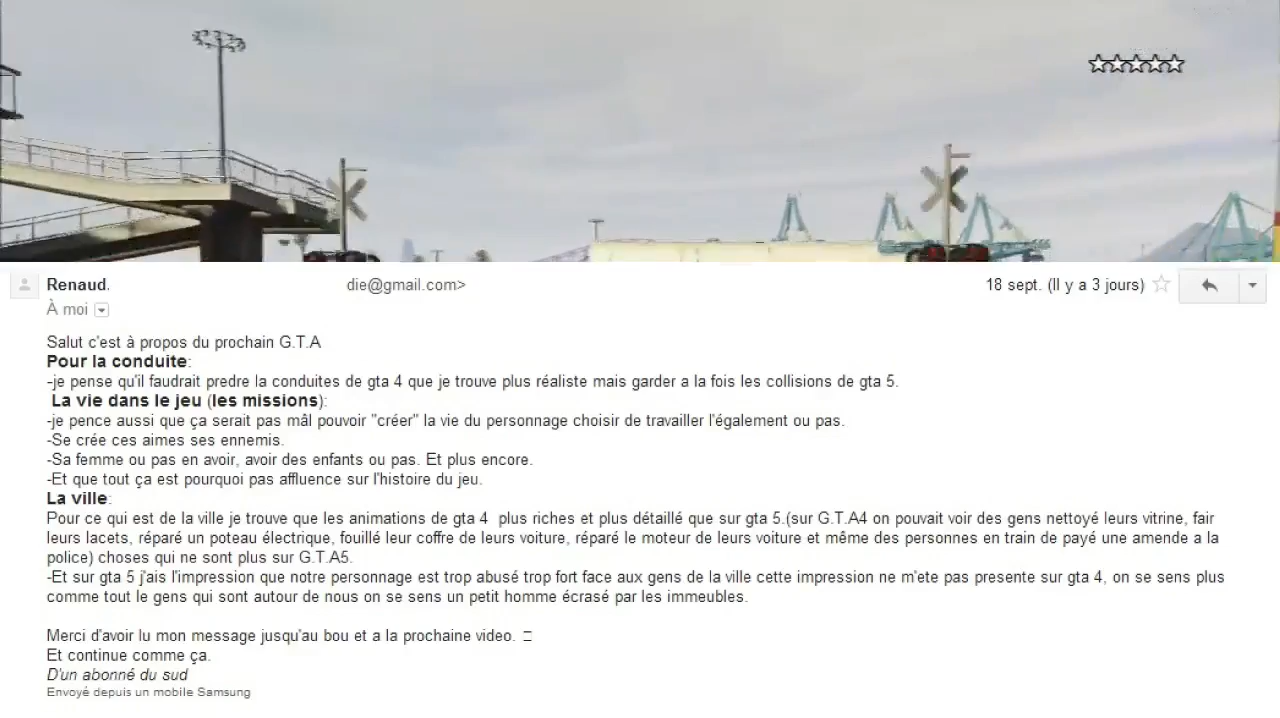 Renaud. die@gmail.com> 18 sept. (Il y a 3 jours)
À moi
Salut c'est à propos du prochain G.T.A
Pour la conduite:
-je pense qu'il faudrait predre la conduites de gta 4 que je trouve plus réaliste mais garder a la fois les collisions de gta 5.
La vie dans le jeu (les missions):
-je pence aussi que ça serait pas mâl pouvoir "créer" la vie du personnage choisir de travailler l'également ou pas.
-Se crée ces aimes ses ennemis.
-Sa femme ou pas en avoir, avoir des enfants ou pas. Et plus encore.
-Et que tout ça est pourquoi pas affluence sur l'histoire du jeu.
La ville:
Pour ce qui est de la ville je trouve que les animations de gta 4  plus riches et plus détaillé que sur gta 5.(sur G.T.A4 on pouvait voir des gens nettoyé leurs vitrine, fair
leurs lacets, réparé un poteau électrique, fouillé leur coffre de leurs voiture, réparé le moteur de leurs voiture et même des personnes en train de payé une amende a la
police) choses qui ne sont plus sur G.T.A5.
-Et sur gta 5 j'ais l'impression que notre personnage est trop abusé trop fort face aux gens de la ville cette impression ne m'ete pas presente sur gta 4, on se sens plus
comme tout le gens qui sont autour de nous on se sens un petit homme écrasé par les immeubles.
Merci d'avoir lu mon message jusqu'au bou et a la prochaine video.
Et continue comme ça.
D'un abonné du sud
Envoyé depuis un mobile Samsung